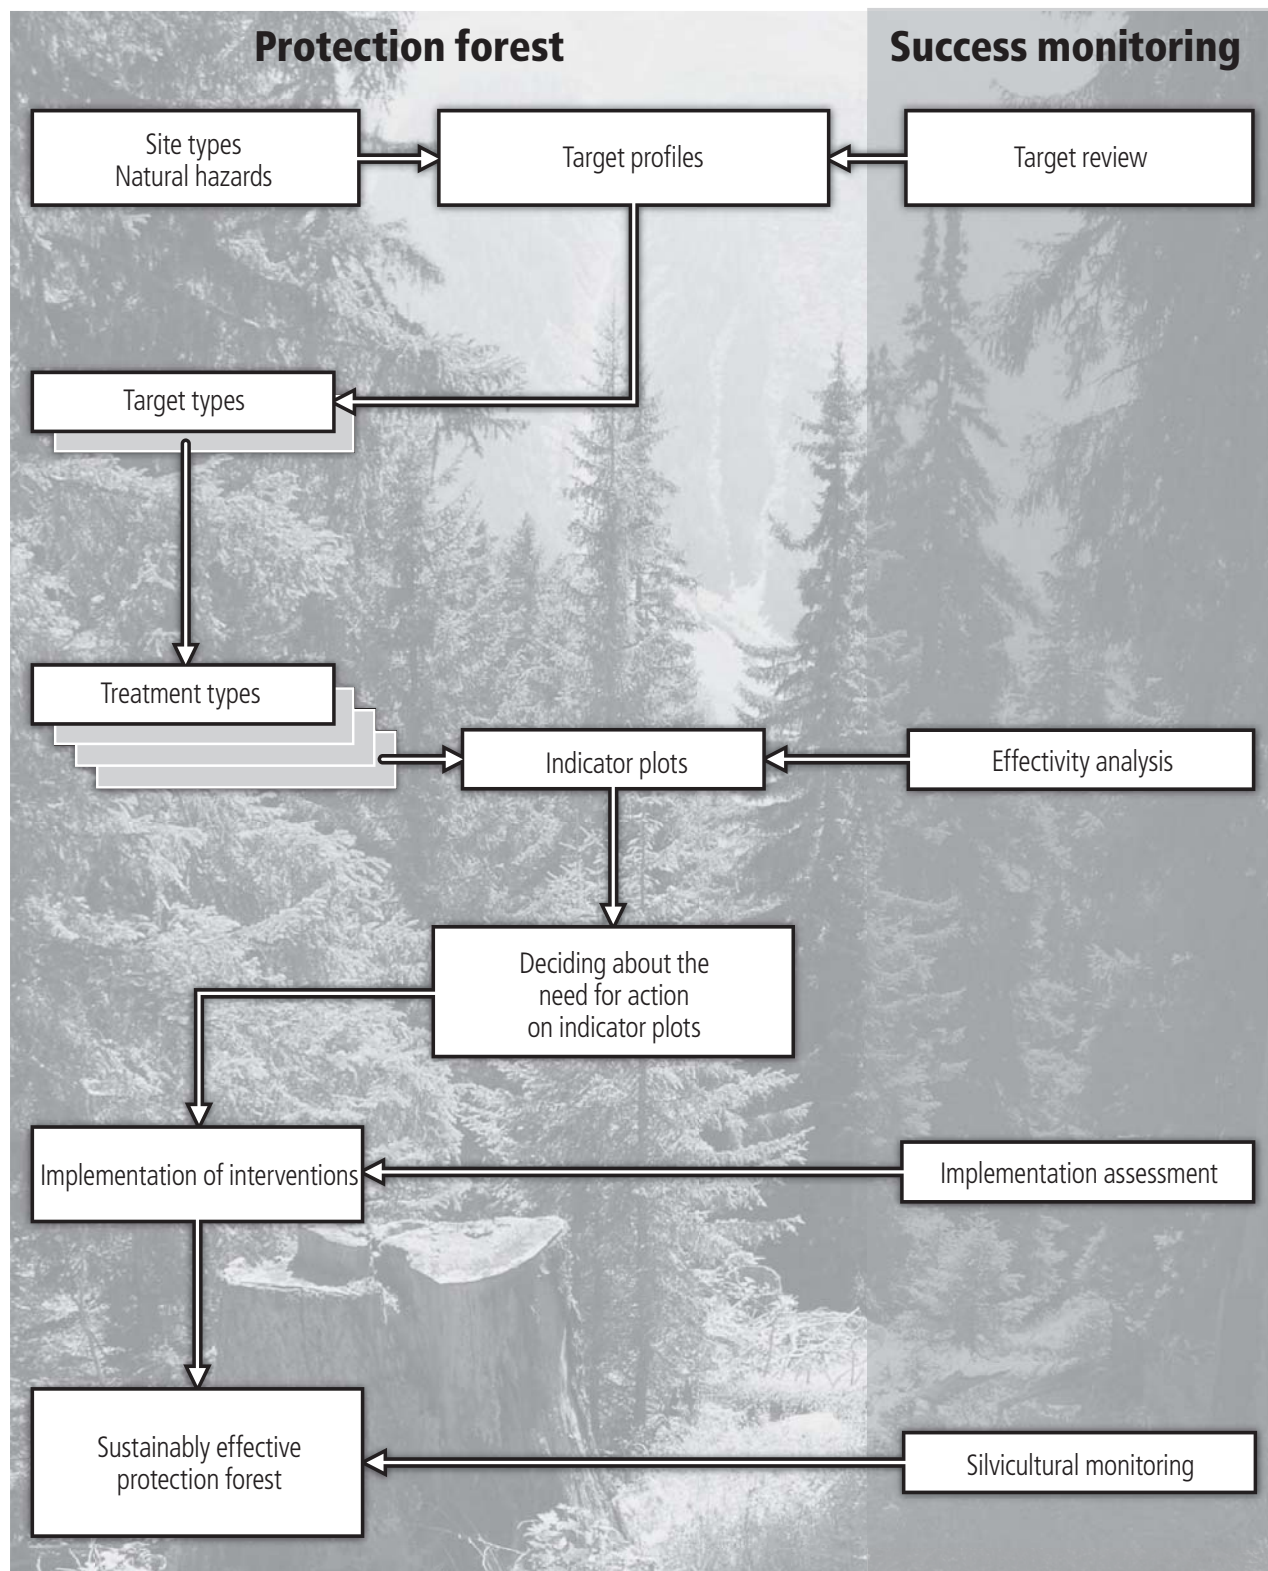 Protection forest
Success monitoring
Site types
Natural hazards
Target profiles
Target review
Target types
Treatment types
Indicator plots
Effectivity analysis
Deciding about the
need for action
on indicator plots
Implementation of interventions
Implementation assessment
Sustainably effective
protection forest
Silvicultural monitoring